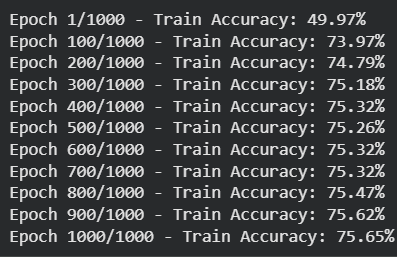 Epoch 1/1000 - Train Accuracy: 49.97%
Epoch 100/1000 - Train Accuracy: 73.97%
Epoch 200/1000 - Train Accuracy: 74.79%
Epoch 300/1000 - Train Accuracy: 75.18%
Epoch 400/1000 - Train Accuracy: 75.32%
Epoch 500/1000 - Train Accuracy: 75.26%
Epoch 600/1000 - Train Accuracy: 75.32%
Epoch 700/1000 - Train Accuracy: 75.32%
Epoch 800/1000 - Train Accuracy: 75.47%
Epoch 900/1000 - Train Accuracy: 75.62%
Epoch 1000/1000 - Train Accuracy: 75.65%